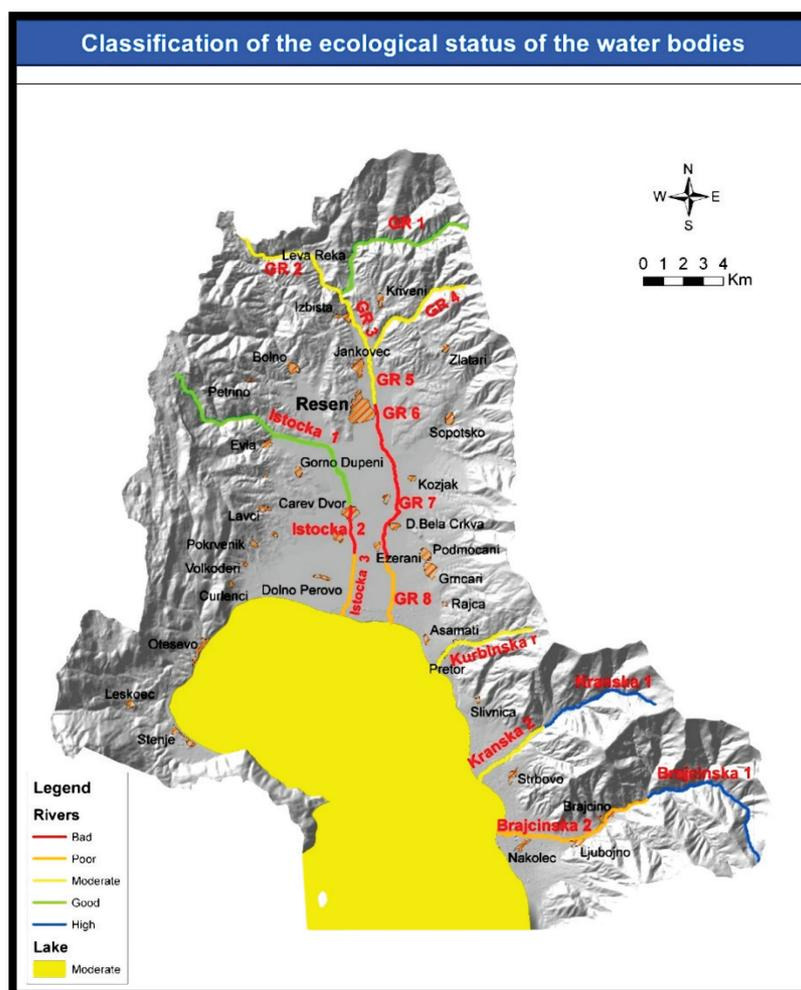 Classification of the ecological status of the water bodies
N
W E
S
0 1 2 3 4
Km
GR 1
Leva Reka
GR 2
Kriveni
GR 4
Izbista
GR 3
Jankovec
Zlatari
Bolno
GR 5
Petrino
Resen
GR 6
Sopotsko
Istocka 1
Evla
Gorno Dupeni
Kozjak
Carev Dvor
GR 7
Lavci
Istocka 2
D.Bela Crkva
Pokrvenik
Ezerani
Podmocani
Volkoderi
Grncari
Istocka 3
Dolno Perovo
Curlenci
GR 8
Rajca
Asamati
Otesevo
Kurbinska r
Pretor
Leskoec
Kranska 1
Slivnica
Stenje
Kranska 2
Strbovo
Brajcinska 1
Brajcino
Brajcinska 2
Nakolec
Ljubojno
Legend
Rivers
Bad
Poor
Moderate
Good
High
Lake
Moderate